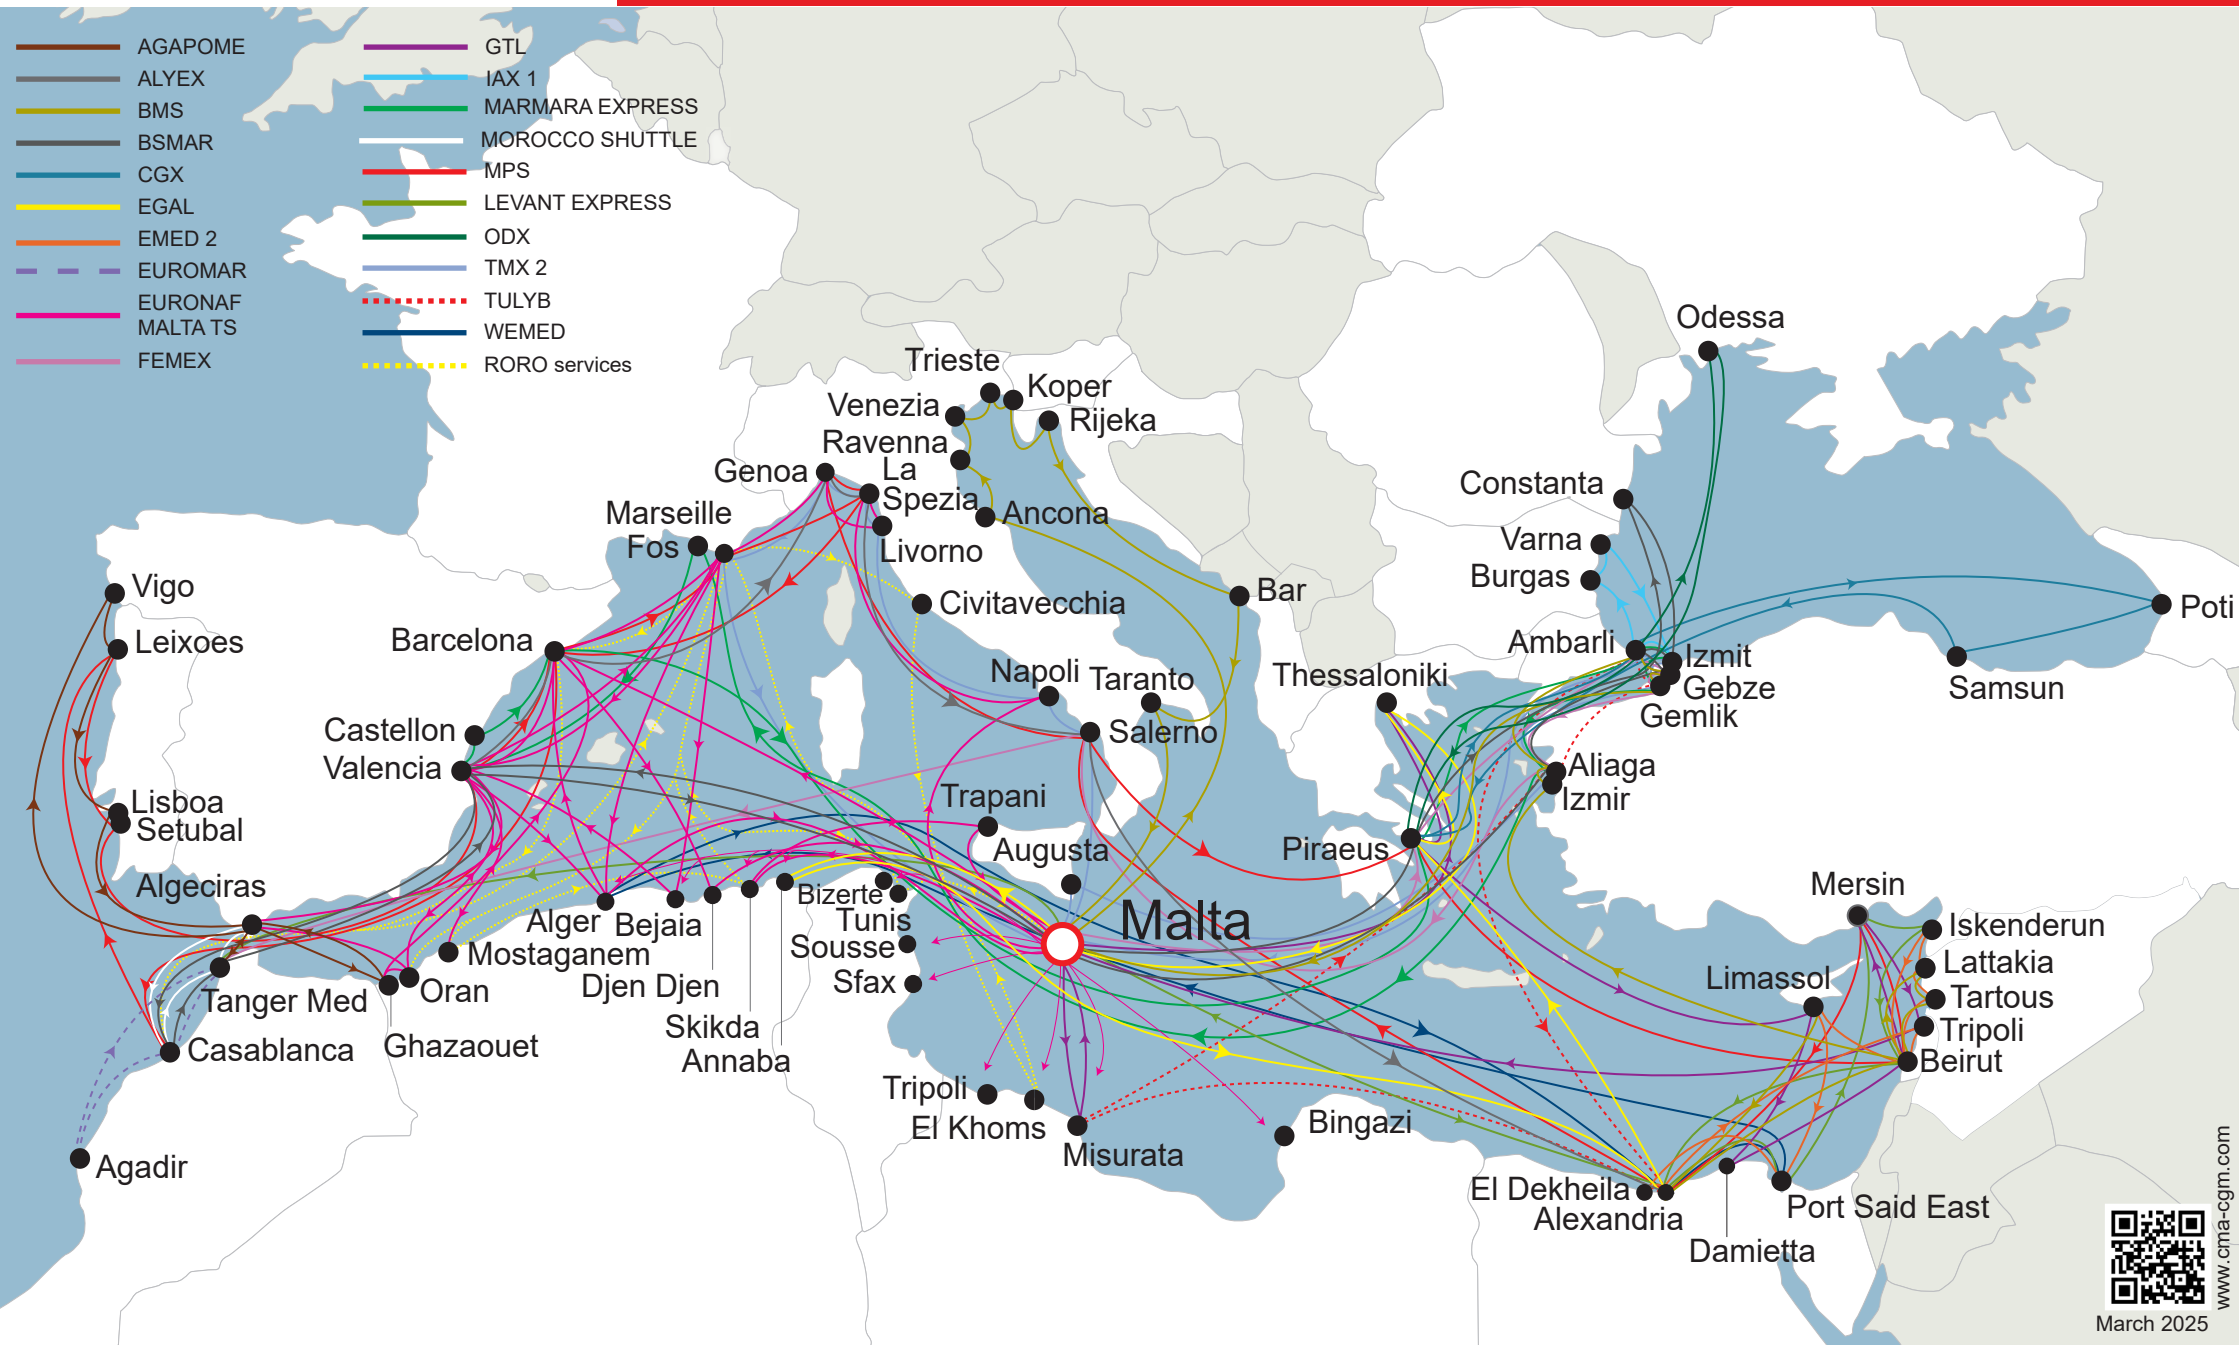 AGAPOME
ALYEX
BMS
BSMAR
CGX
EGAL
EMED 2
EUROMAR
EURONAF
MALTA TS
FEMEX
GTL
IAX 1
MARMARA EXPRESS
MOROCCO SHUTTLE
MPS
LEVANT EXPRESS
ODX
TMX 2
TULYB
WEMED
RORO services
Odessa
Trieste
Koper
Venezia
Rijeka
Ravenna
Genoa
La
Spezia
Marseille
Fos
Ancona
Livorno
Constanta
Varna
Burgas
Vigo
Leixoes
Civitavecchia
Bar
Poti
Barcelona
Ambarli
Izmit
Gebze
Gemlik
Samsun
Napoli
Taranto
Thessaloniki
Castellon
Valencia
Salerno
Aliaga
Izmir
Lisboa
Setubal
Trapani
Augusta
Piraeus
Algeciras
Bizerte
Tunis
Sousse
Sfax
Malta
Mersin
Iskenderun
Lattakia
Tartous
Tripoli
Beirut
Limassol
Alger
Bejaia
Mostaganem
Djen Djen
Skikda
Annaba
Tanger Med
Oran
Ghazaouet
Casablanca
Agadir
Tripoli
El Khoms
Misurata
Bingazi
El Dekheila
Alexandria
Port Said East
Damietta
www.cma-cgm.com
March 2025